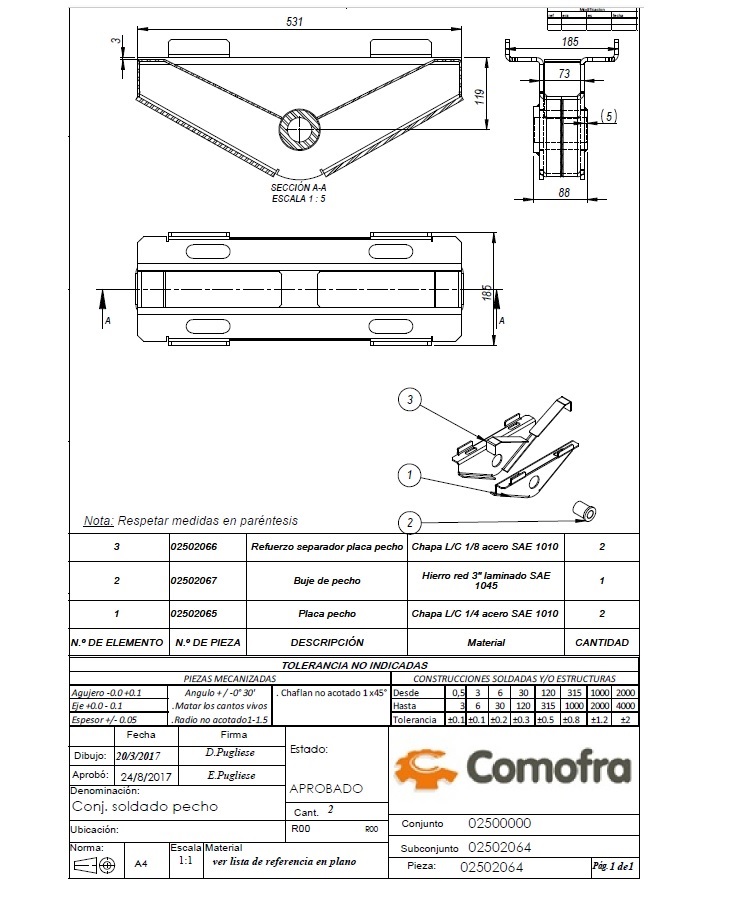 Modificacion
ref. eco es fecha
531
3
119
SECCIÓN A-A
ESCALA 1 : 5
185
73
(5)
88
185
A A
3
1
2
Nota: Respetar medidas en paréntesis
3 02502066 Refuerzo separador placa pecho Chapa L/C 1/8 acero SAE 1010 2
2 02502067 Buje de pecho Hierro red 3" laminado SAE 1045 1
1 02502065 Placa pecho Chapa L/C 1/4 acero SAE 1010 2
N.º DE ELEMENTO N.º DE PIEZA DESCRIPCIÓN Material CANTIDAD
TOLERANCIA NO INDICADAS
PIEZAS MECANIZADAS CONSTRUCCIONES SOLDADAS Y/O ESTRUCTURAS
Agujero -0.0 +0.1 Angulo + / -0° 30' . Chaflan no acotado 1 x45° Desde 0,5 3 6 30 120 315 1000 2000
Eje +0.0 - 0.1 .Matar los cantos vivos Hasta 3 6 30 120 315 1000 2000 4000
Espesor +/- 0.05 .Radio no acotado1-1.5 Tolerancia ±0.1 ±0.1 ±0.2 ±0.3 ±0.5 ±0.8 ±1.2 ±2
Fecha Firma
Dibujo: 20/3/2017 D.Pugliese
Aprobó: 24/8/2017 E.Pugliese
Estado:
APROBADO
Comofra
Denominación:
Conj. soldado pecho
Cant. 2
Ubicación: R00 R00
Conjunto 02500000
Subconjunto 02502064
Pieza: 02502064 Pág. 1 de1
Norma: A4 Escala 1:1 Material
ver lista de referencia en plano